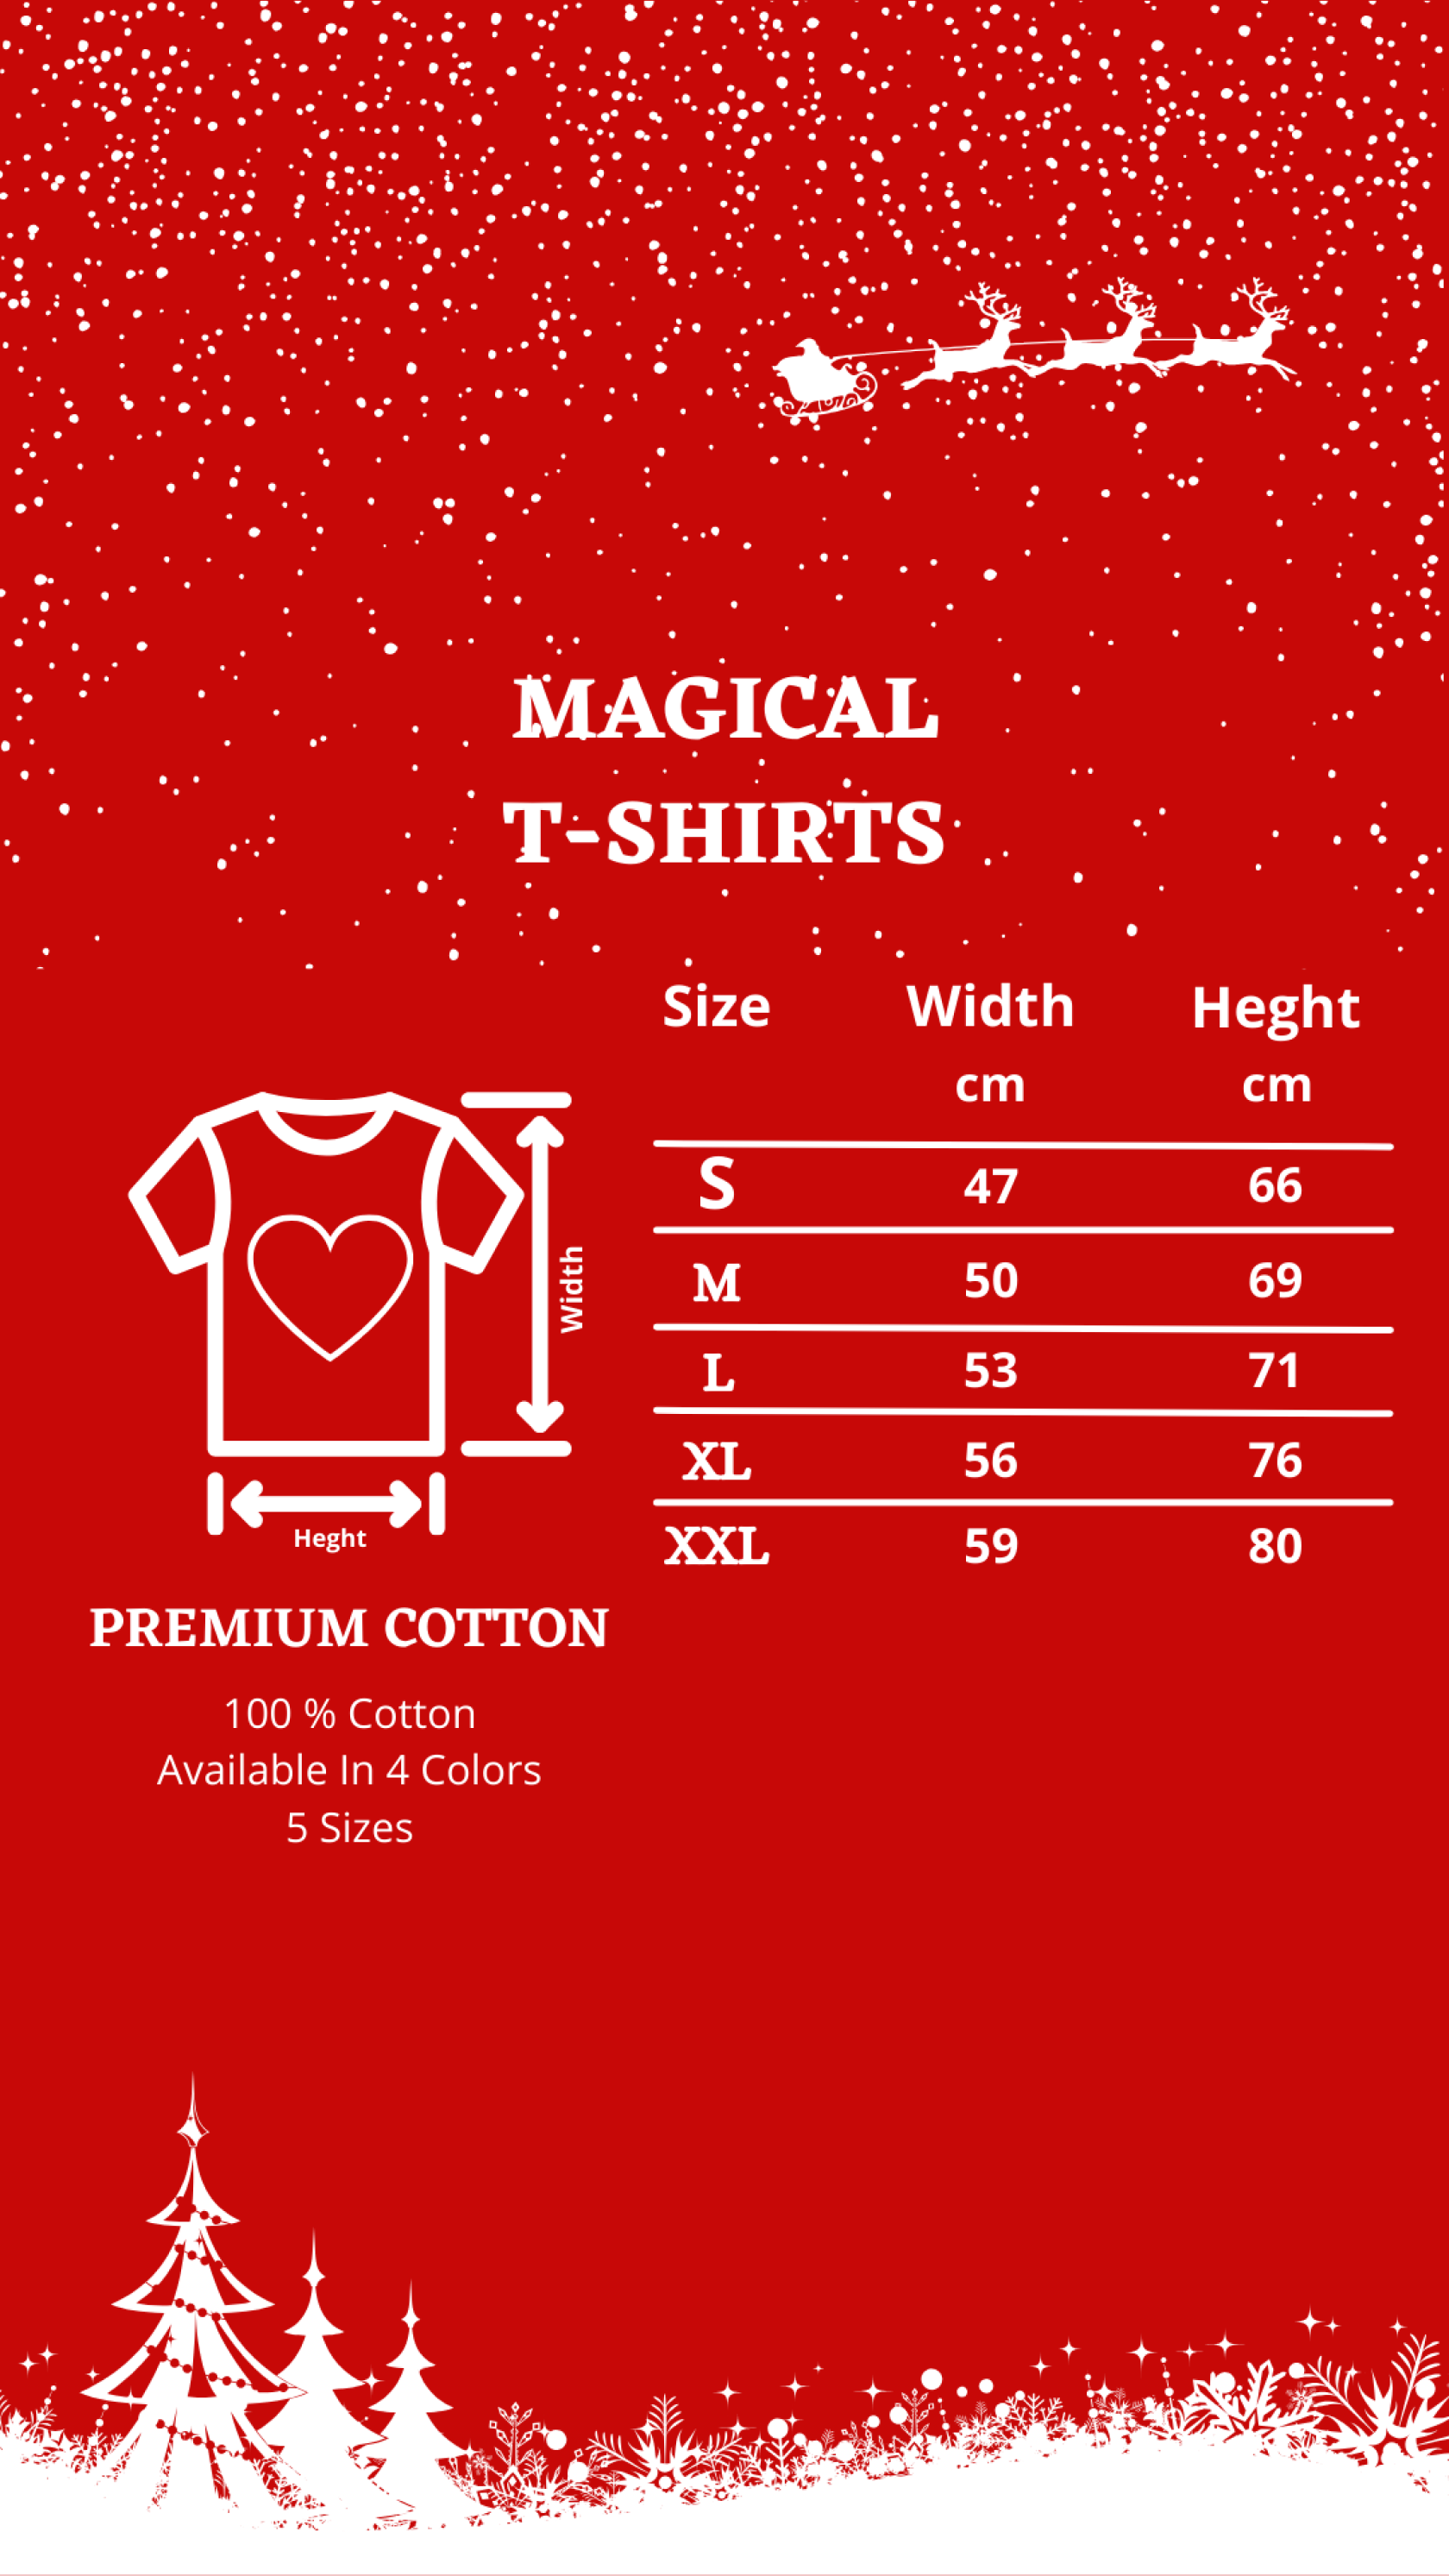 MAGICAL
T-SHIRTS
Size Width Heght
cm cm
S 47 66
M 50 69
L 53 71
XL 56 76
XXL 59 80
Width
Heght
PREMIUM COTTON
100 % Cotton
Available In 4 Colors
5 Sizes